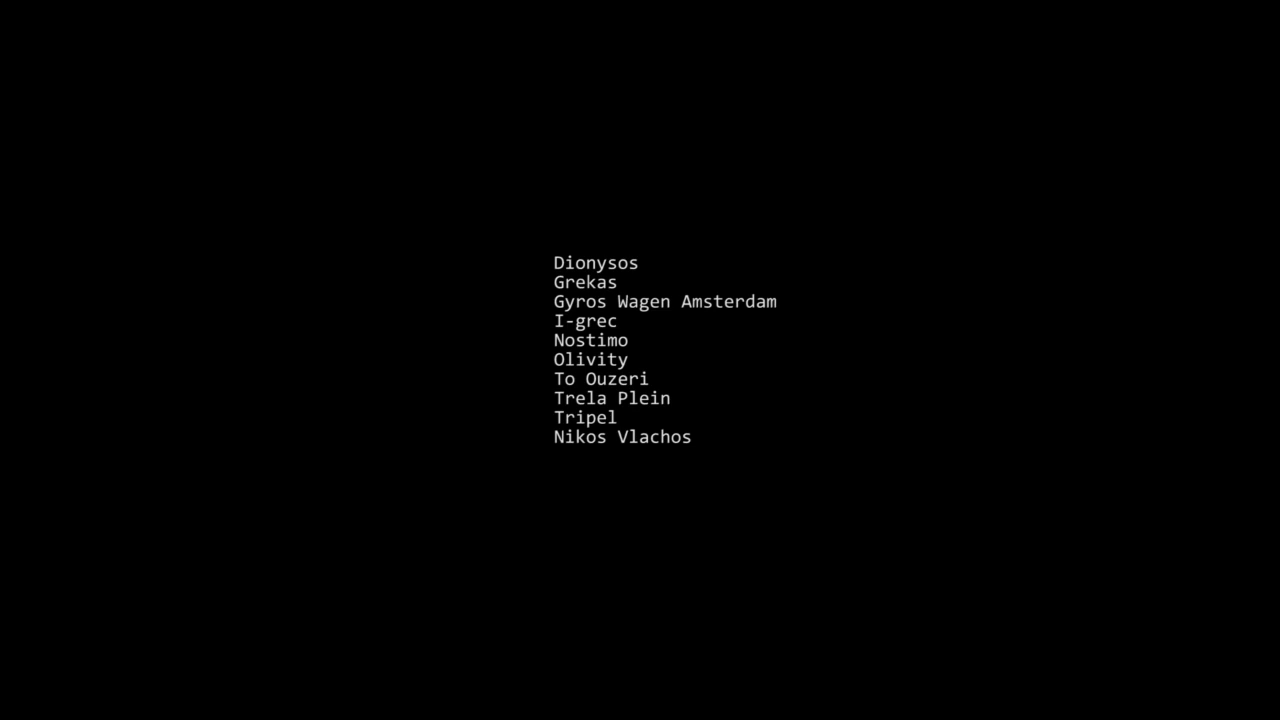 Dionysos
Grekas
Gyros Wagen Amsterdam
I-grec
Nostimo
Olivity
To Ouzeri
Trela Plein
Tripel
Nikos Vlachos